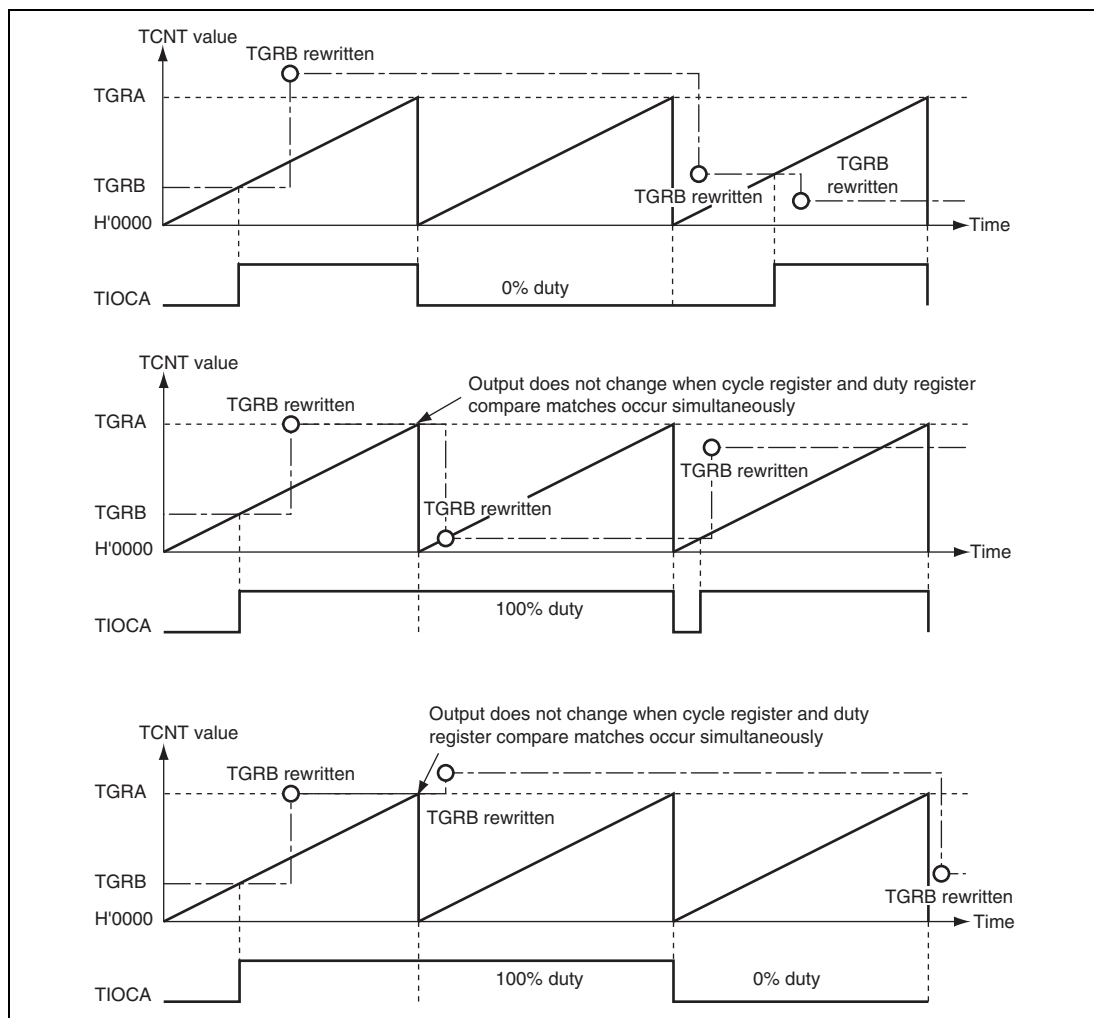 TCNT value
TGRB rewritten
TGRA
TGRB
rewritten
TGRB
TGRB rewritten
H'0000
Time
0% duty
TIOCA
TCNT value
Output does not change when cycle register and duty register
compare matches occur simultaneously
TGRB rewritten
TGRA
TGRB rewritten
TGRB
TGRB rewritten
H'0000
Time
100% duty
TIOCA
Output does not change when cycle register and duty
register compare matches occur simultaneously
TCNT value
TGRB rewritten
TGRA
TGRB rewritten
TGRB
TGRB rewritten
H'0000
Time
100% duty
0% duty
TIOCA